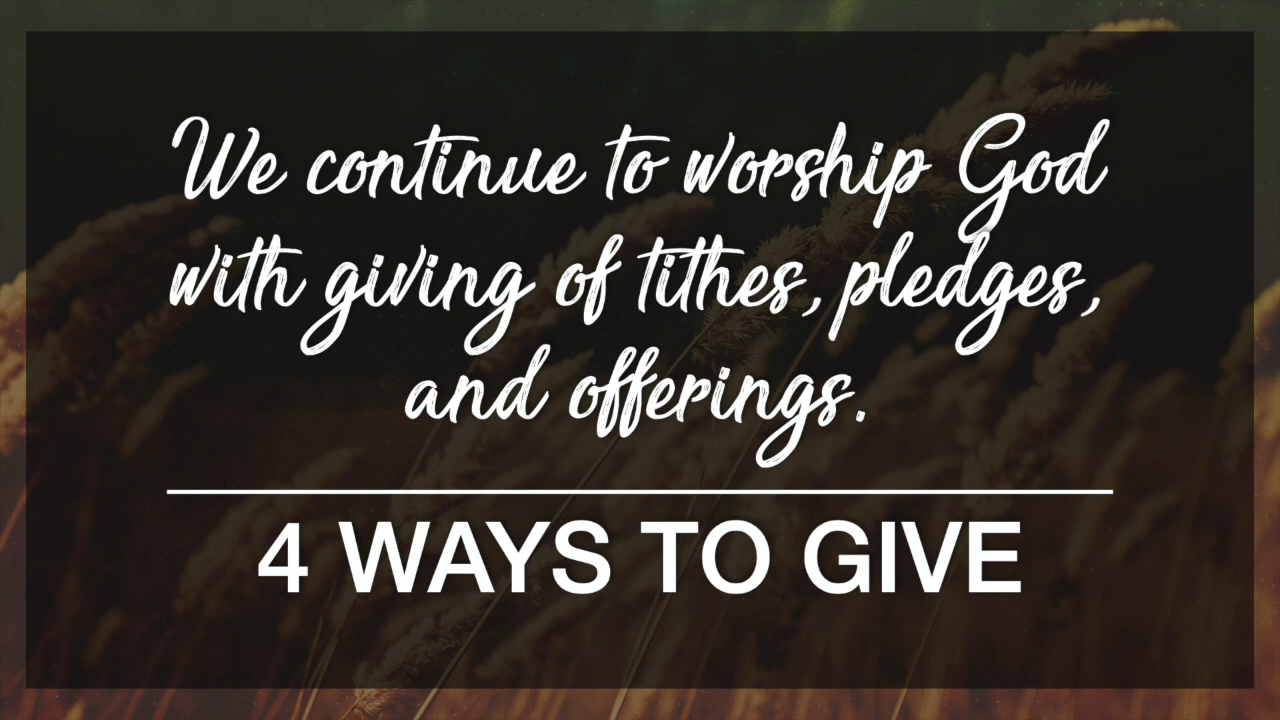 We continue to worship God
with giving of tithes, pledges,
and offerings.
4 WAYS TO GIVE